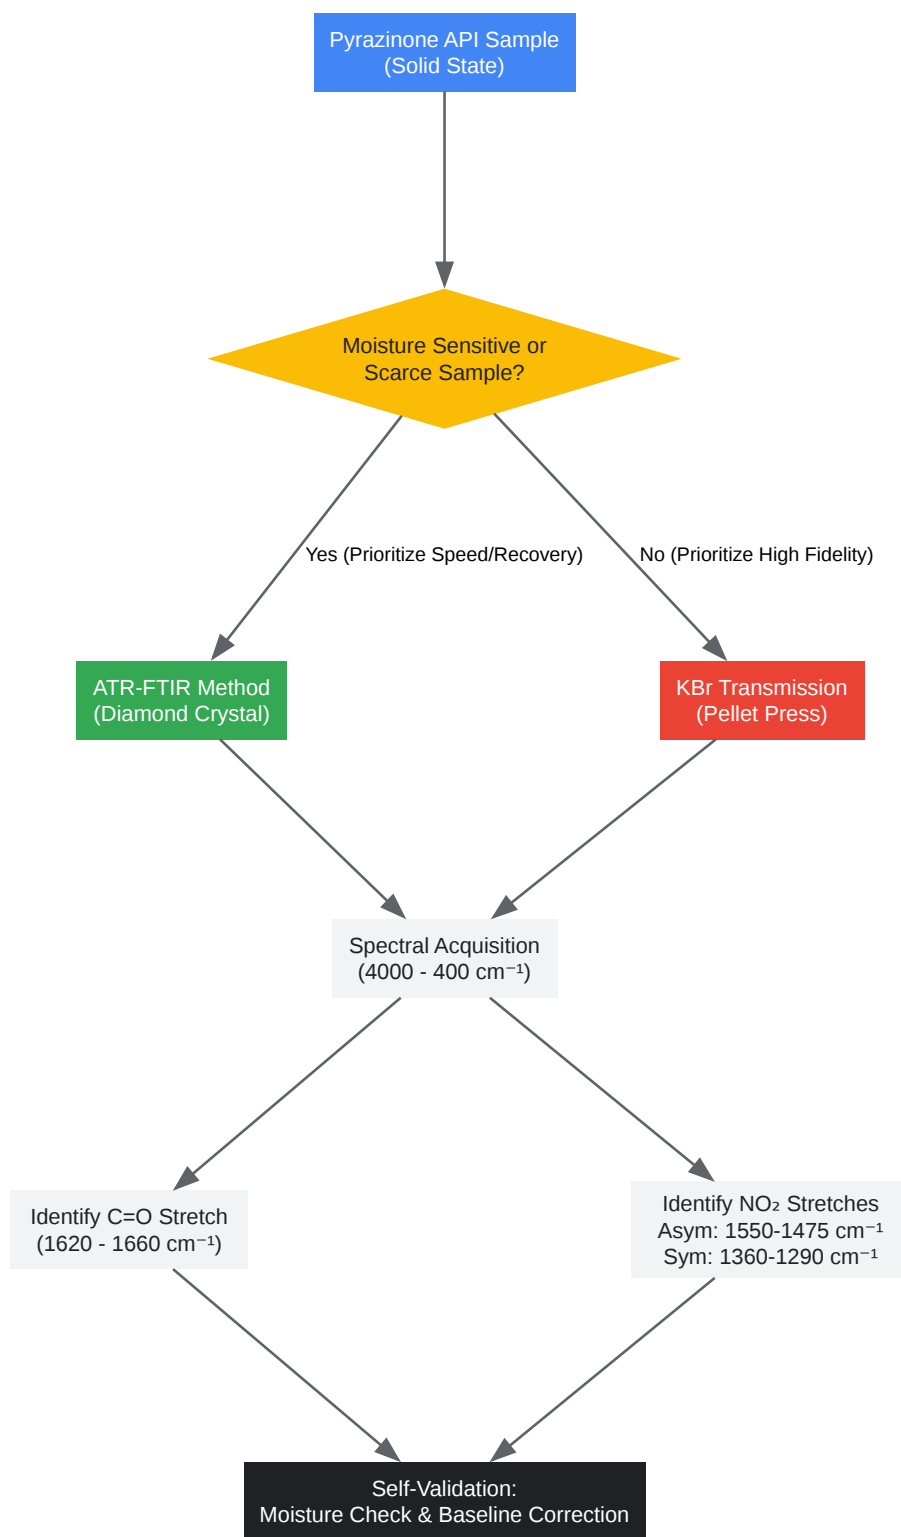 Pyrazinone API Sample
(Solid State)
Moisture Sensitive or
Scarce Sample?
Yes (Prioritize Speed/Recovery)
No (Prioritize High Fidelity)
ATR-FTIR Method
(Diamond Crystal)
KBr Transmission
(Pellet Press)
Spectral Acquisition
(4000 - 400 cm⁻¹)
Identify C=O Stretch
(1620 - 1660 cm⁻¹)
Identify NO₂ Stretches
Asym: 1550-1475 cm⁻¹
Sym: 1360-1290 cm⁻¹
Self-Validation:
Moisture Check & Baseline Correction